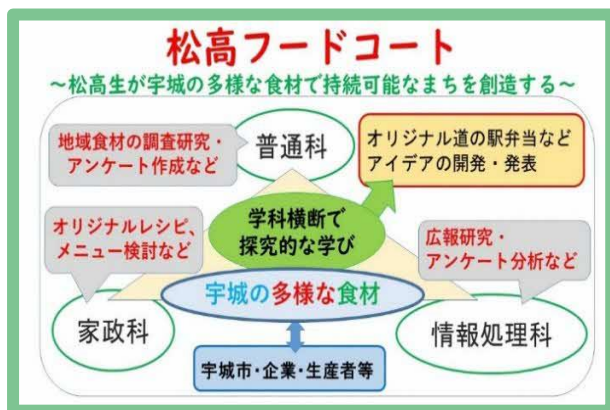 松高フードコート
～松高生が宇城の多様な食材で持続可能なまちを創造する～
地域食材の調査研究・
アンケート作成など
普通科
オリジナル道の駅弁当など
アイデアの開発・発表
オリジナルレシピ、
メニュー検討など
学科横断で
探究的な学び
広報研究・
アンケート分析など
宇城の多様な食材
家政科
情報処理科
宇城市・企業・生産者等